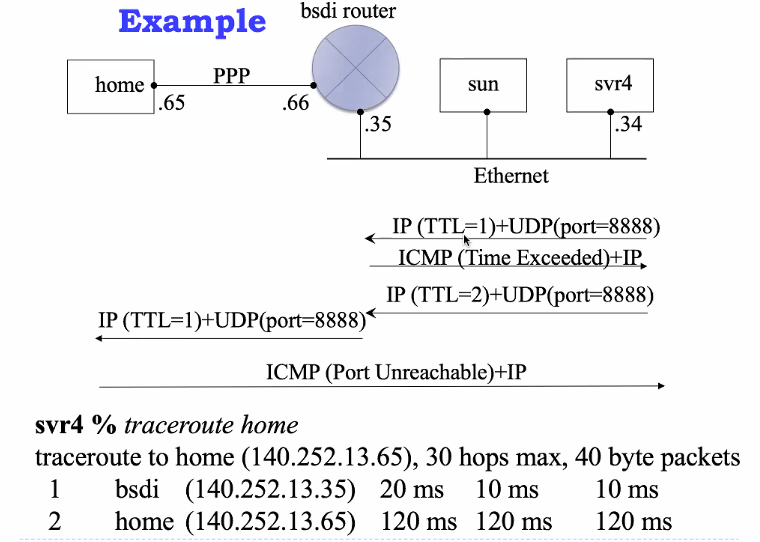 Example
bsdi router
home
PPP
sun
svr4
.65
.66
.35
.34
Ethernet
IP (TTL=1)+UDP(port=8888)
ICMP (Time Exceeded)+IP
IP (TTL=2)+UDP(port=8888)
IP (TTL=1)+UDP(port=8888)
ICMP (Port Unreachable)+IP
svr4 % traceroute home
traceroute to home (140.252.13.65), 30 hops max, 40 byte packets
1 bsdi (140.252.13.35) 20 ms 10 ms 10 ms
2 home (140.252.13.65) 120 ms 120 ms 120 ms